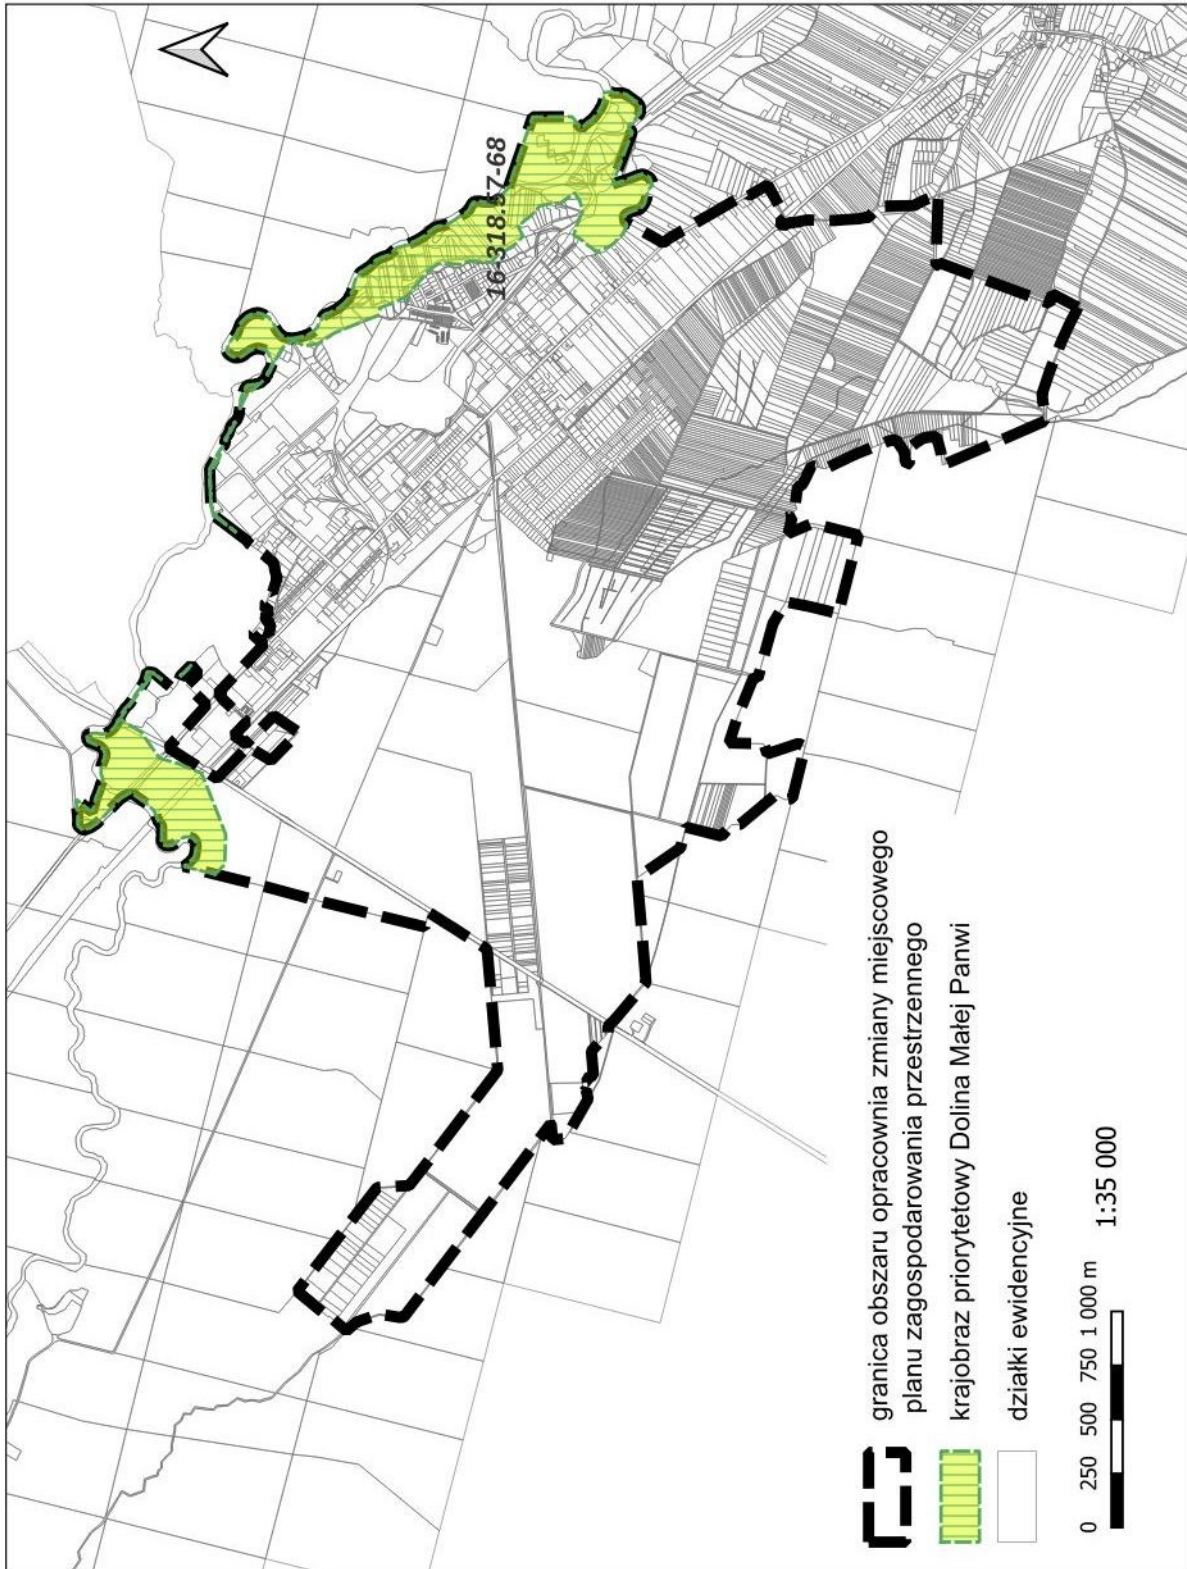 16-318.57-68
granica obszaru opracownia zmiany miejscowego
planu zagospodarowania przestrzennego
krajobraz priorytetowy Dolina Małej Panwi
działki ewidencyjne
0 250 500 750 1 000 m
1:35 000